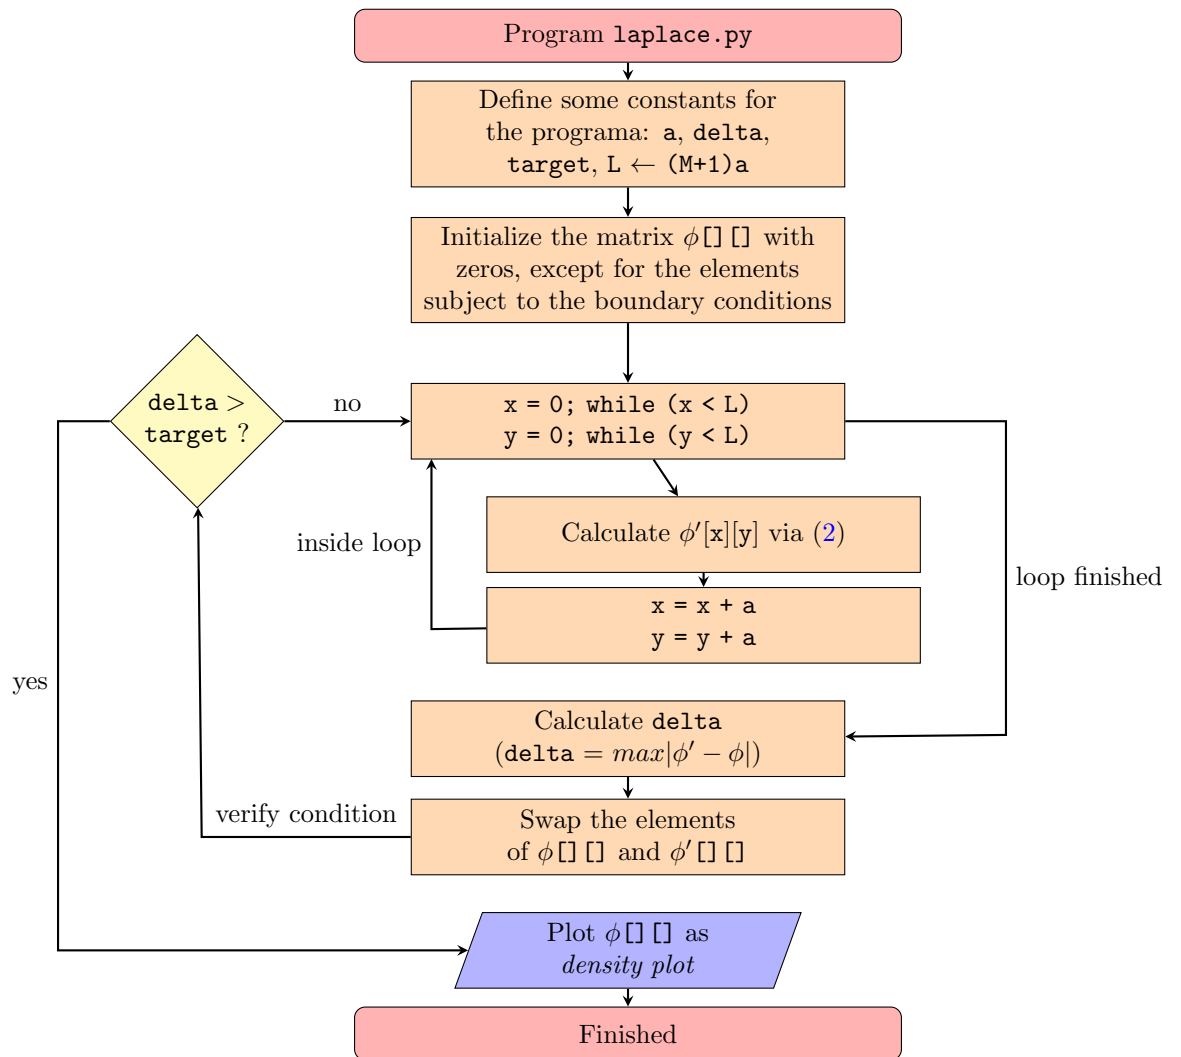 Program laplace.py
Define some constants for
the programa: a, delta,
target, L ← (M+1)a
Initialize the matrix ϕ[][] with
zeros, except for the elements
subject to the boundary conditions
delta >
target ?
no
x = 0; while (x < L)
y = 0; while (y < L)
inside loop
Calculate ϕ′[x][y] via (2)
loop finished
x = x + a
y = y + a
yes
Calculate delta
(delta = max|ϕ′ − ϕ|)
verify condition
Swap the elements
of ϕ[][] and ϕ′[][]
Plot ϕ[][] as
density plot
Finished